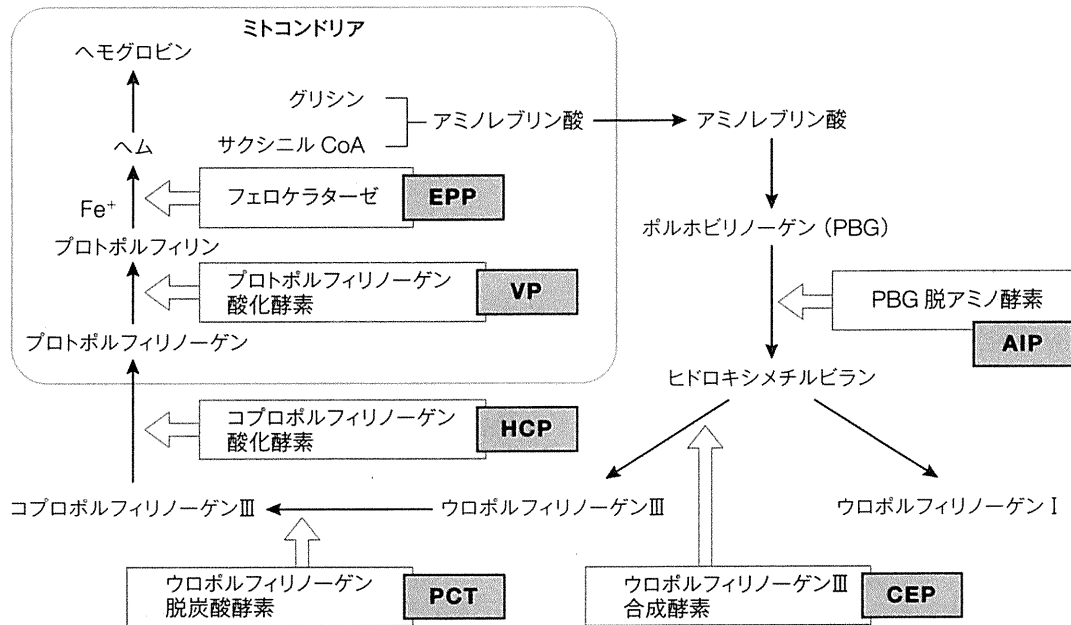 ミトコンドリア
ヘモグロビン
グリシン
アミノレブリン酸
アミノレブリン酸
サクシニル CoA
ヘム
フェロケラターゼ
EPP
Fe⁺
ポルホビリノーゲン (PBG)
プロトポルフィリン
プロトポルフィリノーゲン
酸化酵素
VP
PBG 脱アミノ酵素
AIP
プロトポルフィリノーゲン
ヒドロキシメチルビラン
コプロポルフィリノーゲン
酸化酵素
HCP
コプロポルフィリノーゲンⅢ
ウロポルフィリノーゲンⅢ
ウロポルフィリノーゲンⅠ
ウロポルフィリノーゲン
脱炭酸酵素
PCT
ウロポルフィリノーゲンⅢ
合成酵素
CEP